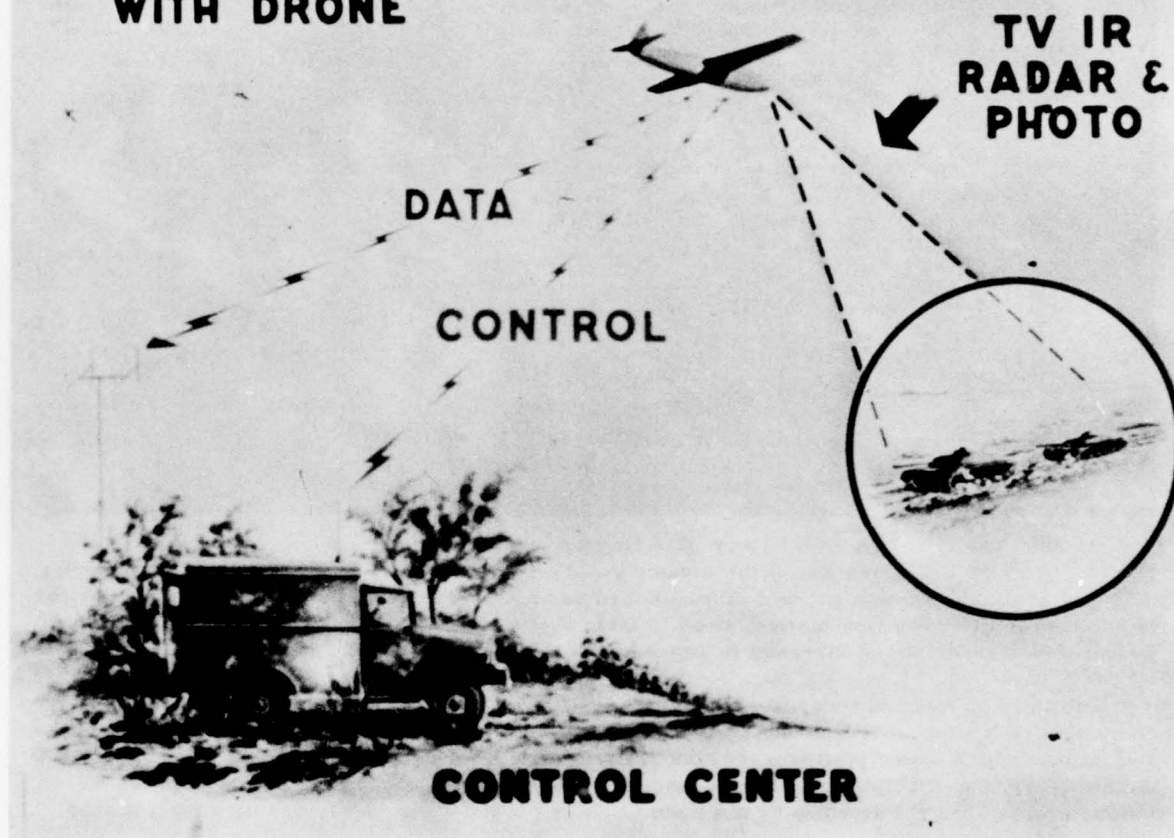 WITH DRONE
TV IR
RADAR &
PHOTO
DATA
CONTROL
CONTROL CENTER